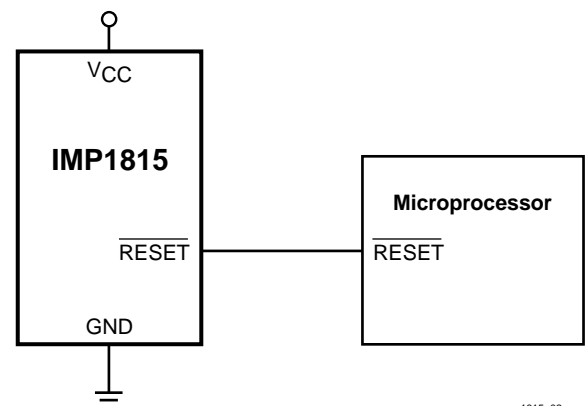 VCC
IMP1815
Microprocessor
RESET
RESET
GND